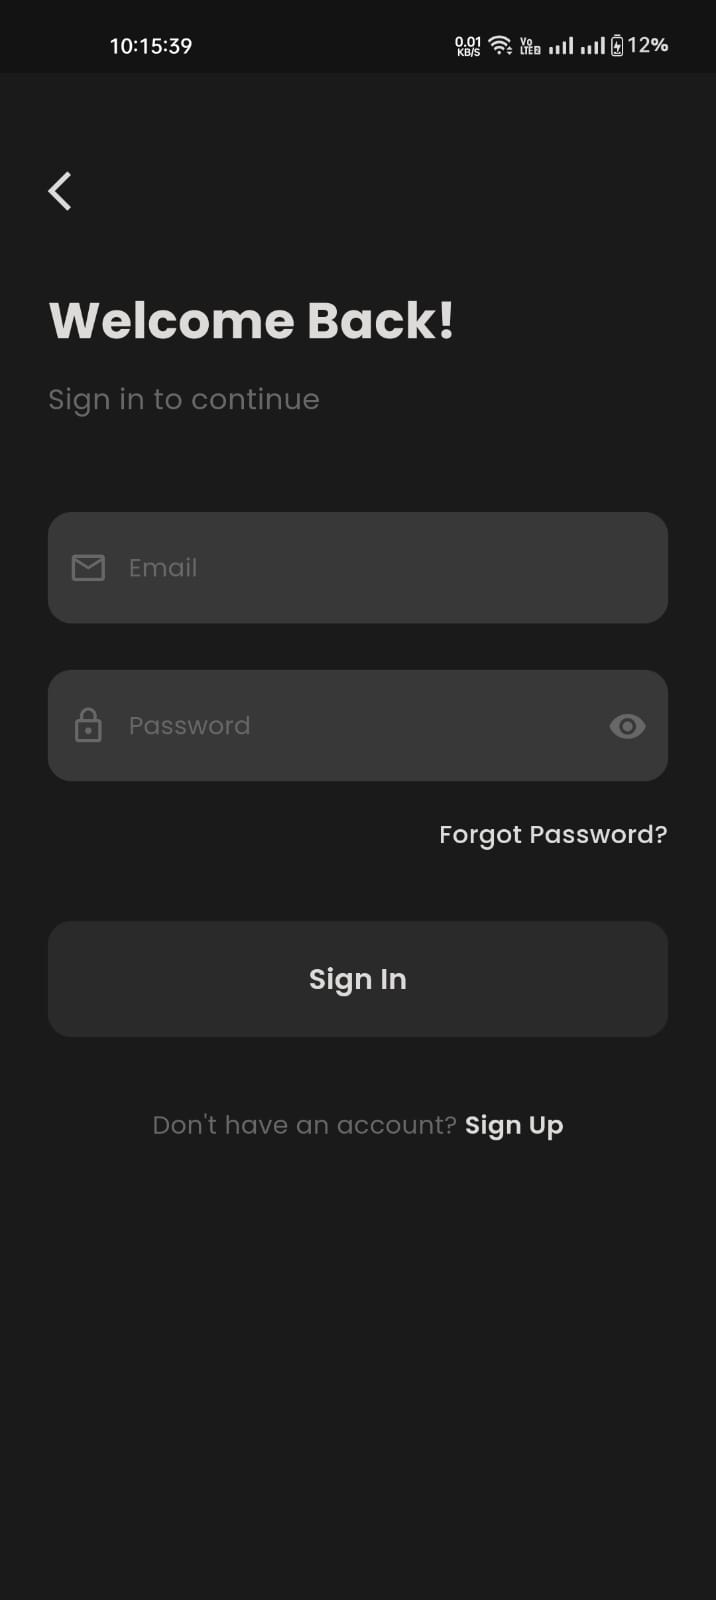 10:15:39 0.01 KB/S Vo LTE2 12%
Welcome Back!
Sign in to continue
Email
Password
Forgot Password?
Sign In
Don't have an account? Sign Up